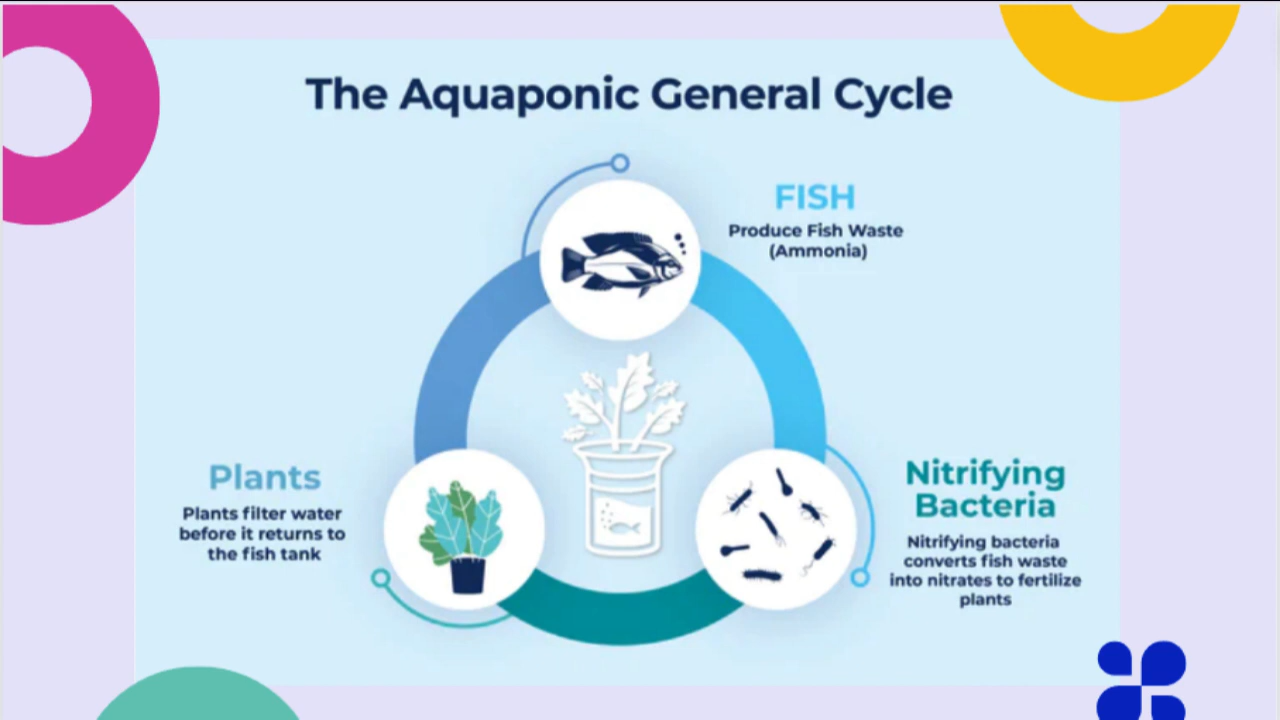 The Aquaponic General Cycle
FISH
Produce Fish Waste
(Ammonia)
Plants
Plants filter water
before it returns to
the fish tank
Nitrifying
Bacteria
Nitrifying bacteria
converts fish waste
into nitrates to fertilize
plants